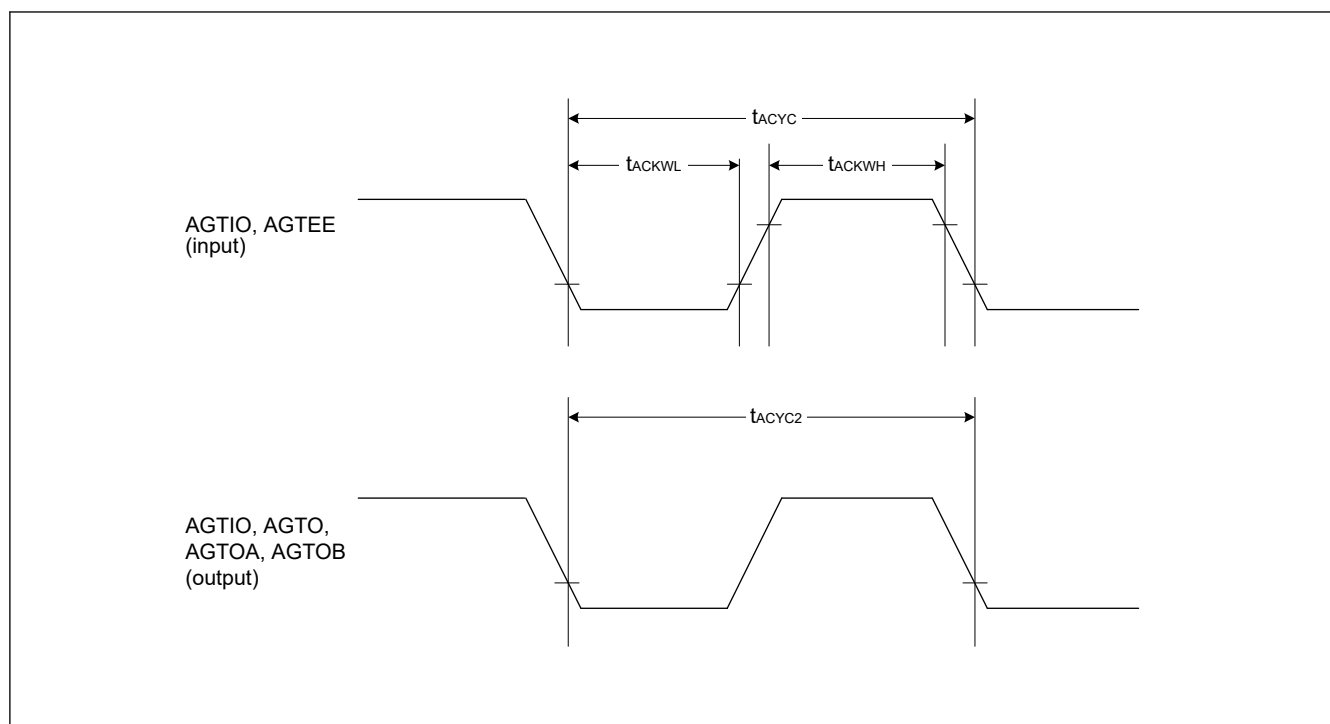 tACYC
tACKWL
tACKWH
AGTIO, AGTEE
(input)
tACYC2
AGTIO, AGTO,
AGTOA, AGTOB
(output)